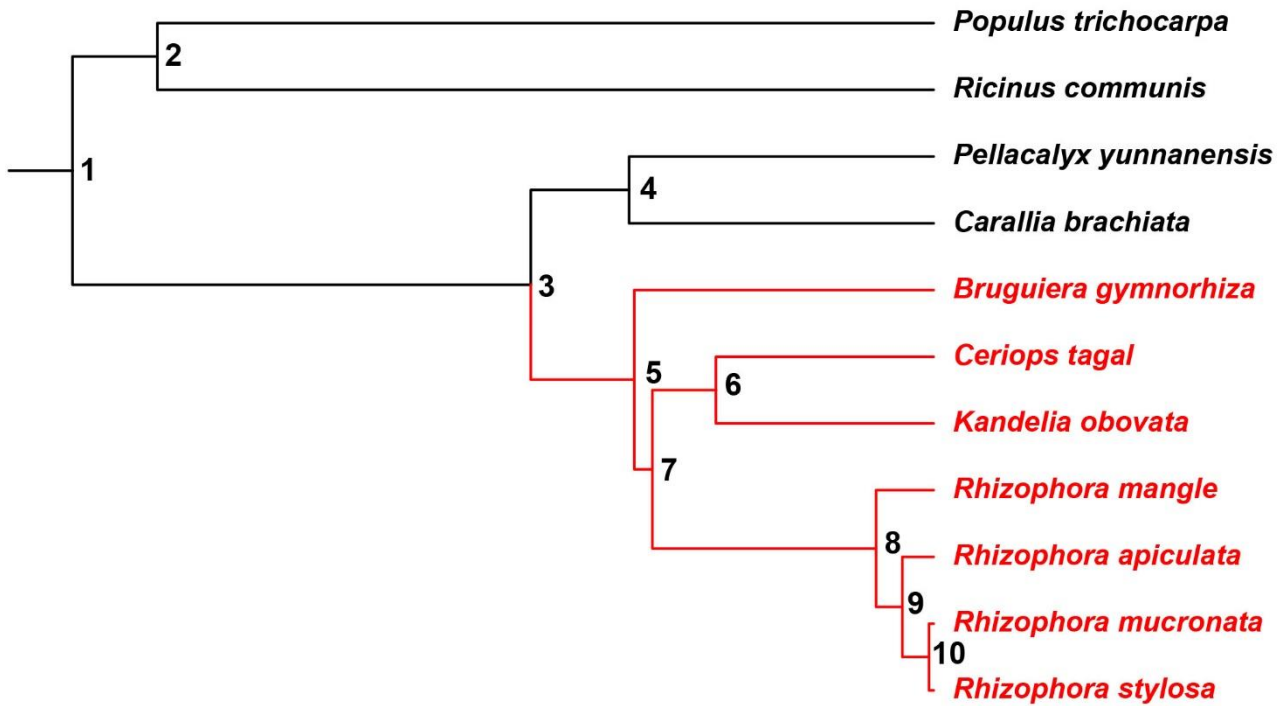 Populus trichocarpa
2
Ricinus communis
Pellacalyx yunnanensis
1
4
Carallia brachiata
3
Bruguiera gymnorhiza
Ceriops tagal
5
6
Kandelia obovata
7
Rhizophora mangle
8
Rhizophora apiculata
9
Rhizophora mucronata
10
Rhizophora stylosa